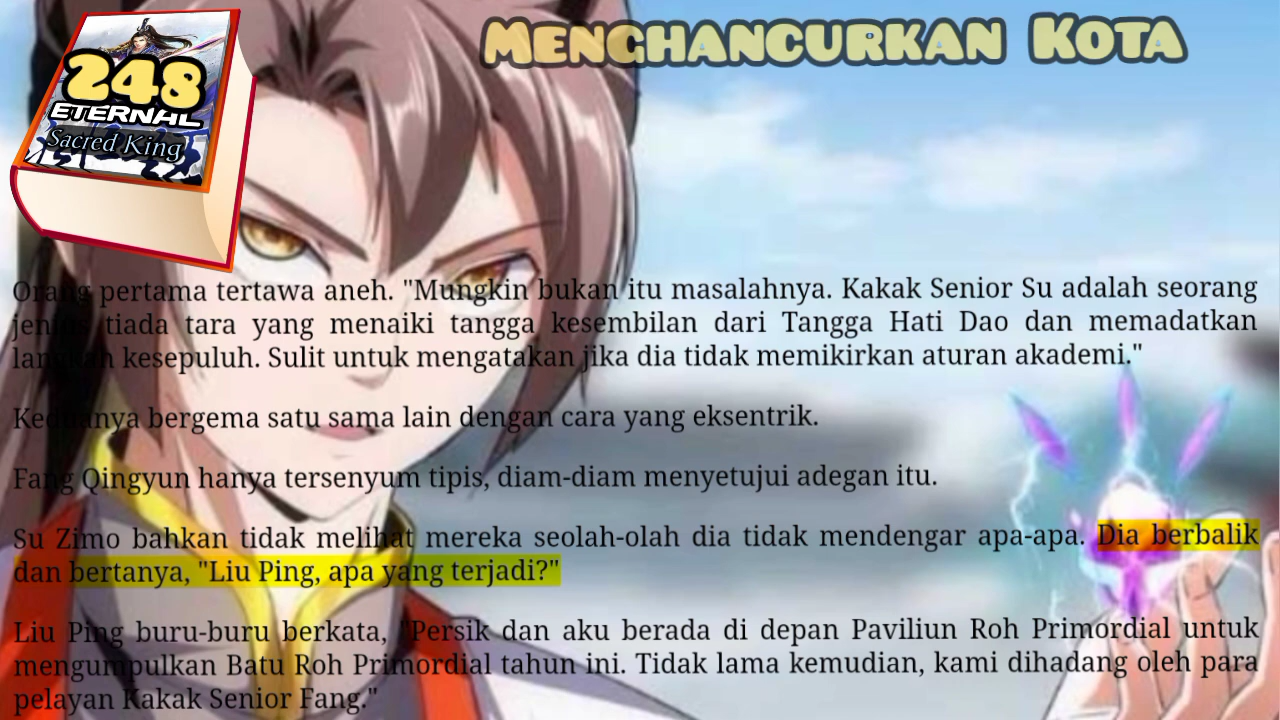 Menghancurkan Kota
248
ETERNAL
Sacred King
Orang pertama tertawa aneh. "Mungkin bukan itu masalahnya. Kakak Senior Su adalah seorang
jenius tiada tara yang menaiki tangga kesembilan dari Tangga Hati Dao dan memadatkan
langkah kesepuluh. Sulit untuk mengatakan jika dia tidak memikirkan aturan akademi."
Keduanya bergema satu sama lain dengan cara yang eksentrik.
Fang Qingyun hanya tersenyum tipis, diam-diam menyetujui adegan itu.
Su Zimo bahkan tidak melihat mereka seolah-olah dia tidak mendengar apa-apa. Dia berbalik
dan bertanya, "Liu Ping, apa yang terjadi?"
Liu Ping buru-buru berkata, "Persik dan aku berada di depan Paviliun Roh Primordial untuk
mengumpulkan Batu Roh Primordial tahun ini. Tidak lama kemudian, kami dihadang oleh para
pelayan Kakak Senior Fang."